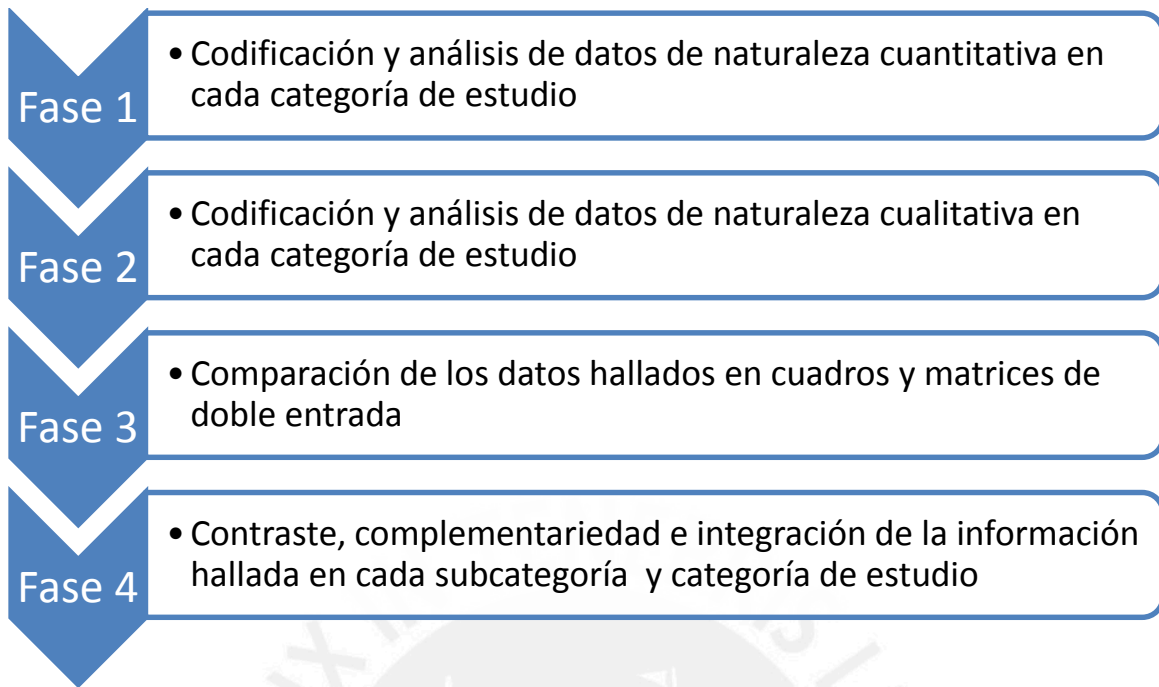 Fase 1
• Codificación y análisis de datos de naturaleza cuantitativa en
cada categoría de estudio
Fase 2
• Codificación y análisis de datos de naturaleza cualitativa en
cada categoría de estudio
Fase 3
• Comparación de los datos hallados en cuadros y matrices de
doble entrada
Fase 4
• Contraste, complementariedad e integración de la información
hallada en cada subcategoría y categoría de estudio